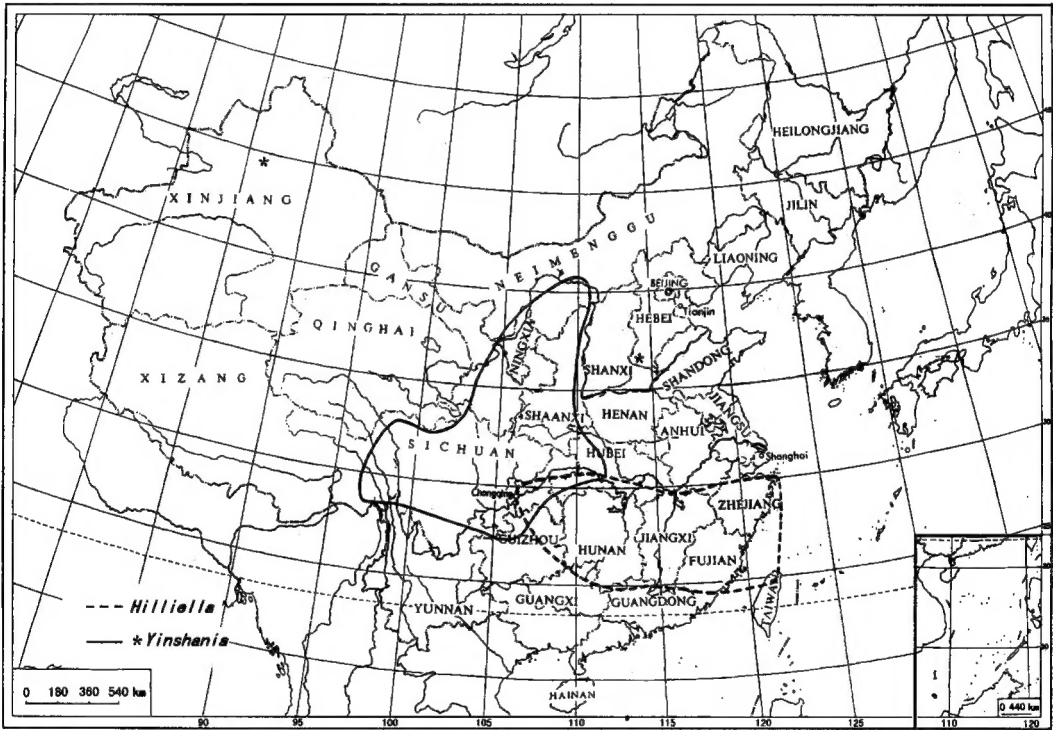 HEILONGJIANG
JILIN
XINJIANG
LIAONING
NEIMENGGU
GANSU
BEIJING
Tianjin
HEBEI
QINGHAI
NINGXIA
SHANXI
SHANDONG
XIZANG
SHAANXI
HENAN
JIANGSU
ANHUI
SICHUAN
HUBEI
Shanghai
Chongqing
ZHEJIANG
GUIZHOU
HUNAN
JIANGXI
FUJIAN
YUNNAN
GUANGXI
GUANGDONG
TAIWAN
HAINAN
--- Hilliella
— * Yinshania
0 180 360 540 km
0 440 km
90 95 100 105 110 115 120 125 110 120